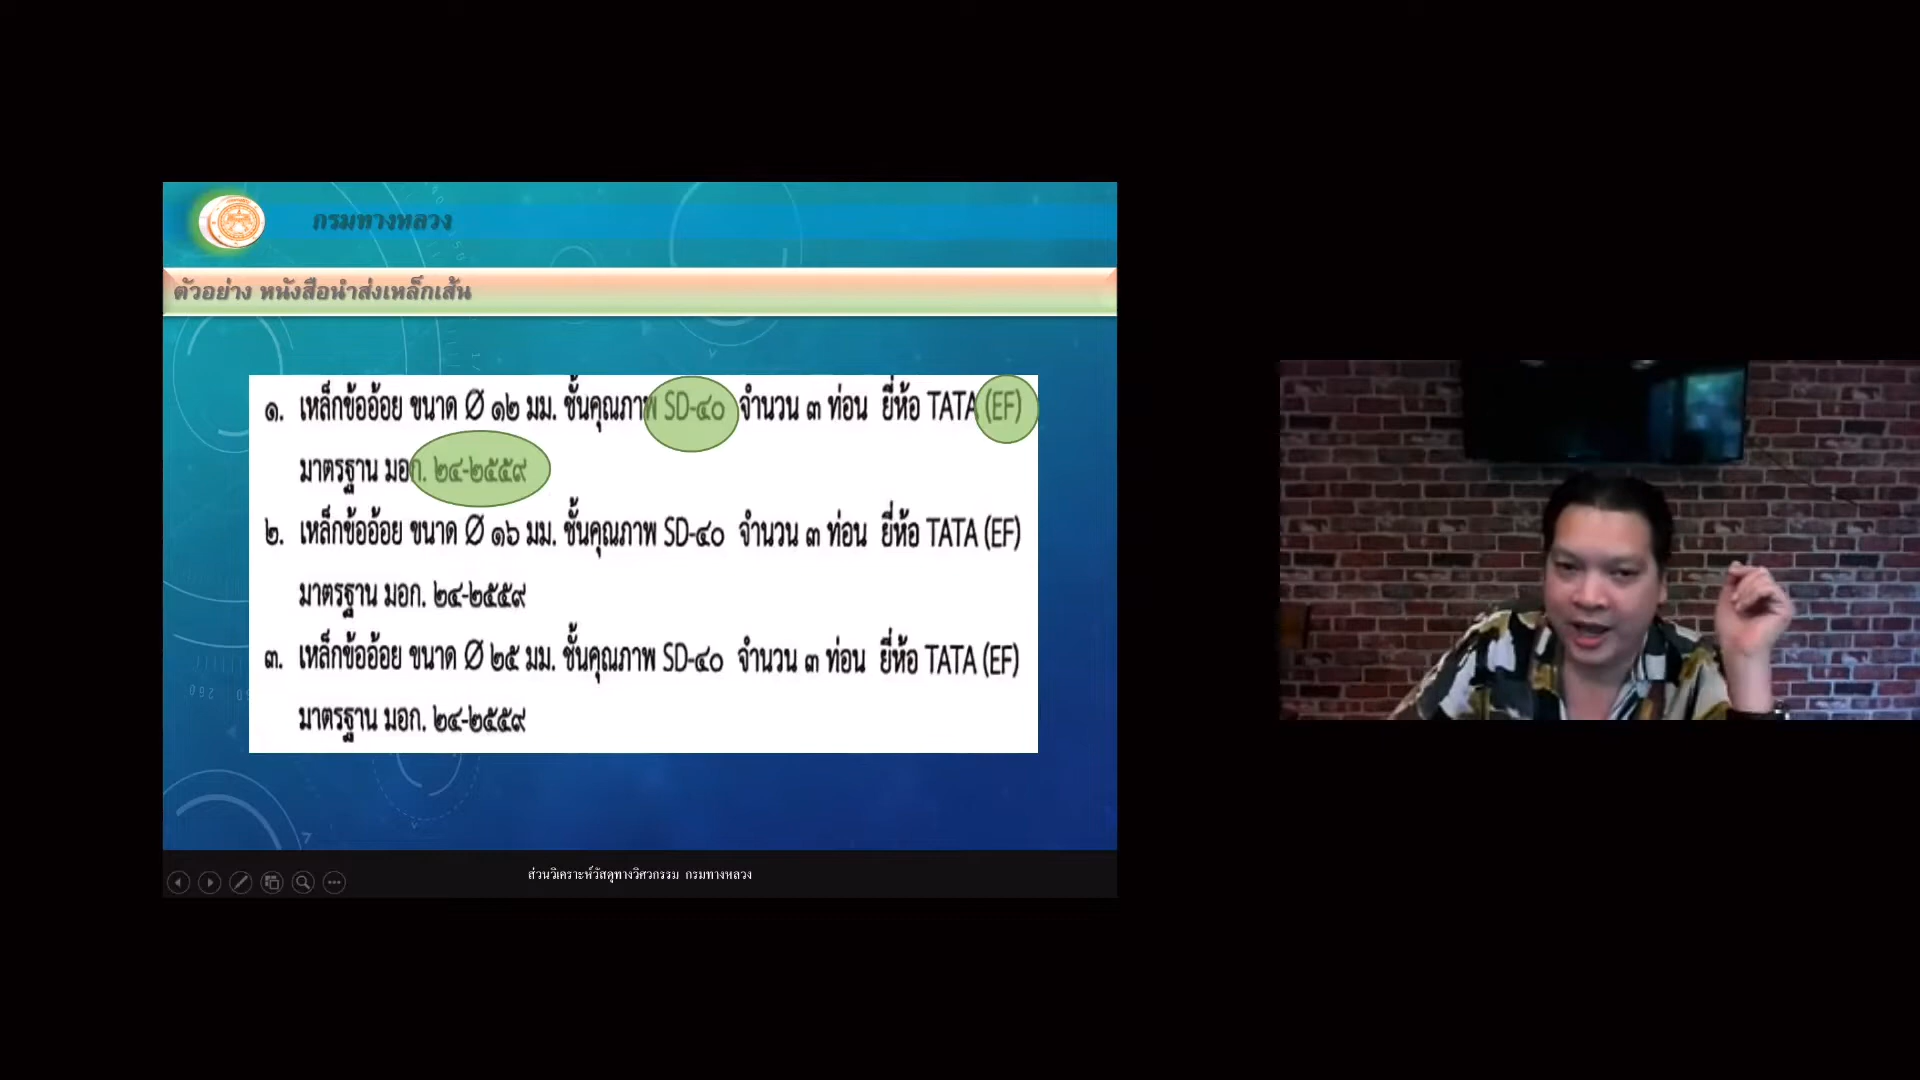 กรมทางหลวง
ตัวอย่าง หนังสือนำส่งเหล็กเส้น
๑. เหล็กข้ออ้อย ขนาด Ø ๑๒ มม. ชั้นคุณภาพ SD-๔๐ จำนวน ๓ ท่อน ยี่ห้อ TATA (EF)
มาตรฐาน มอก. ๒๔-๒๕๕๙
๒. เหล็กข้ออ้อย ขนาด Ø ๑๖ มม. ชั้นคุณภาพ SD-๔๐ จำนวน ๓ ท่อน ยี่ห้อ TATA (EF)
มาตรฐาน มอก. ๒๔-๒๕๕๙
๓. เหล็กข้ออ้อย ขนาด Ø ๒๕ มม. ชั้นคุณภาพ SD-๔๐ จำนวน ๓ ท่อน ยี่ห้อ TATA (EF)
มาตรฐาน มอก. ๒๔-๒๕๕๙
ส่วนวิเคราะห์วัสดุทางวิศวกรรม กรมทางหลวง